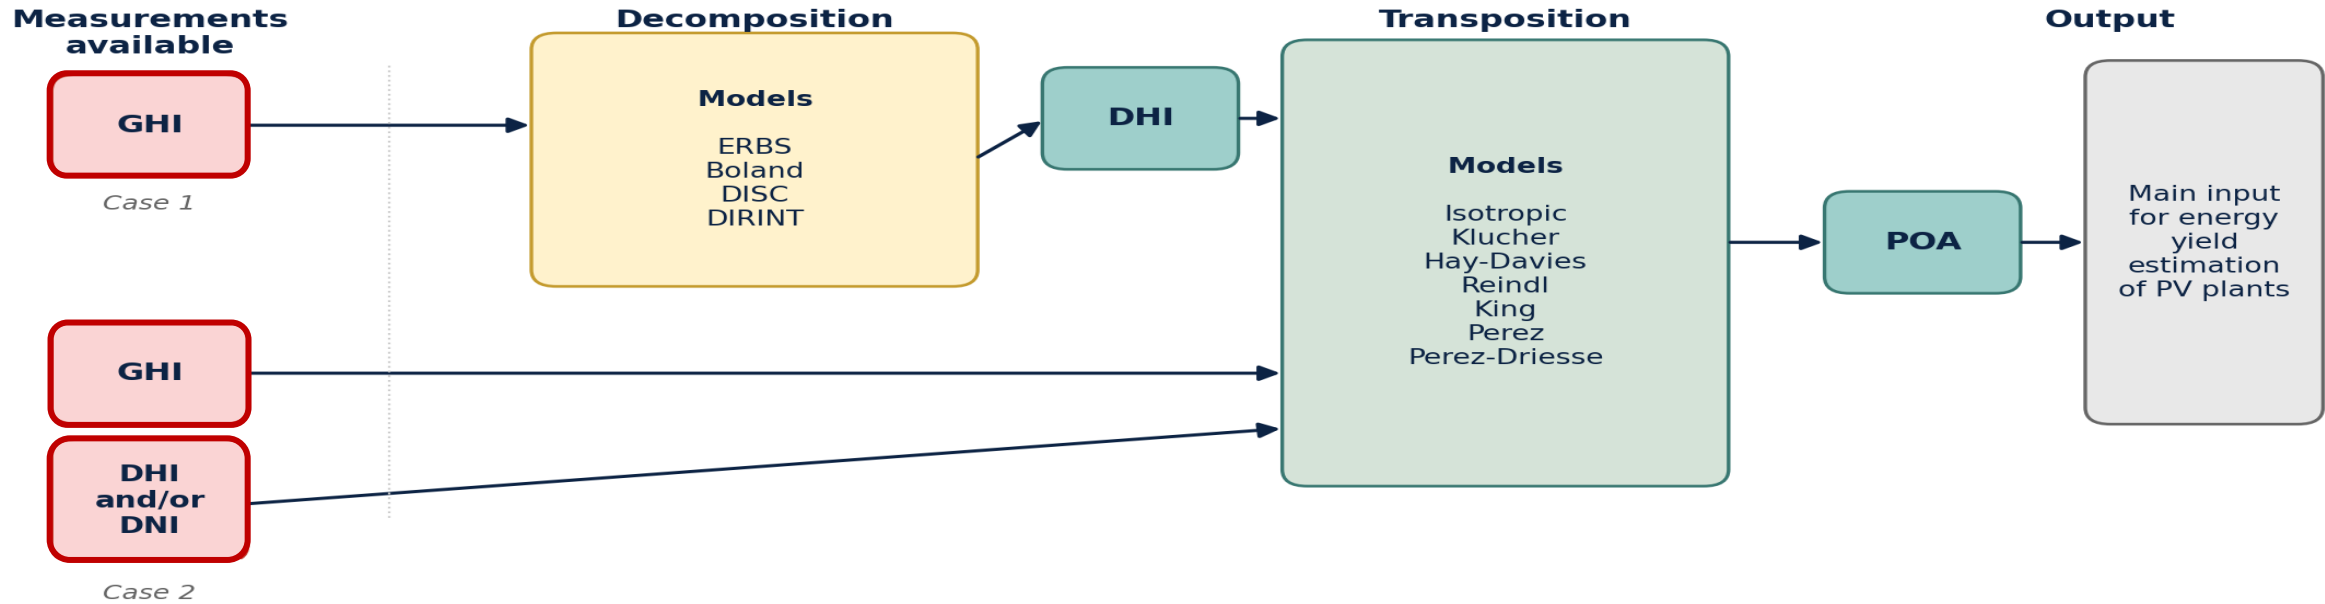 Measurements
available
Decomposition
Transposition
Output
GHI
Case 1
Models
ERBS
Boland
DISC
DIRINT
DHI
Models
Isotropic
Klucher
Hay-Davies
Reindl
King
Perez
Perez-Driesse
POA
Main input
for energy
yield
estimation
of PV plants
GHI
DHI
and/or
DNI
Case 2